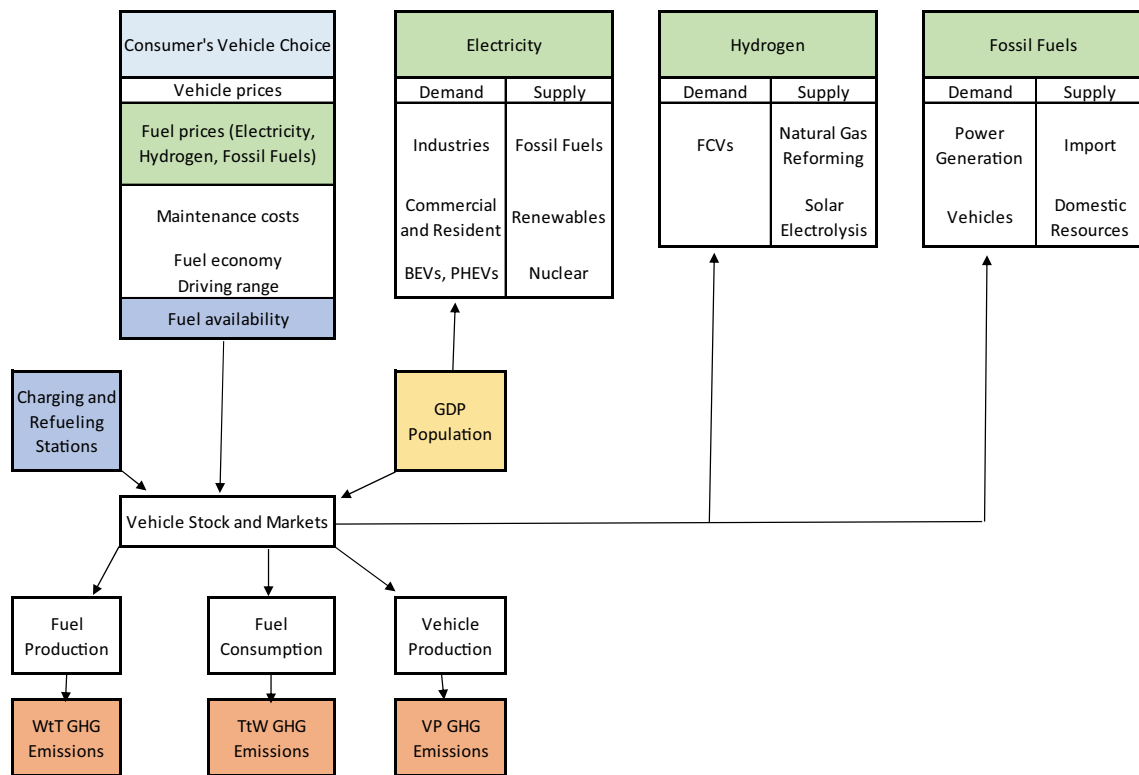 Consumer's Vehicle Choice
Vehicle prices
Fuel prices (Electricity,
Hydrogen, Fossil Fuels)
Maintenance costs
Fuel economy
Driving range
Fuel availability
Electricity
Demand
Supply
Industries
Fossil Fuels
Commercial
and Resident
Renewables
BEVs, PHEVs
Nuclear
Hydrogen
Demand
Supply
FCVs
Natural Gas
Reforming
Solar
Electrolysis
Fossil Fuels
Demand
Supply
Power
Generation
Import
Vehicles
Domestic
Resources
Charging and
Refueling
Stations
GDP
Population
Vehicle Stock and Markets
Fuel
Production
Fuel
Consumption
Vehicle
Production
WtT GHG
Emissions
TtW GHG
Emissions
VP GHG
Emissions